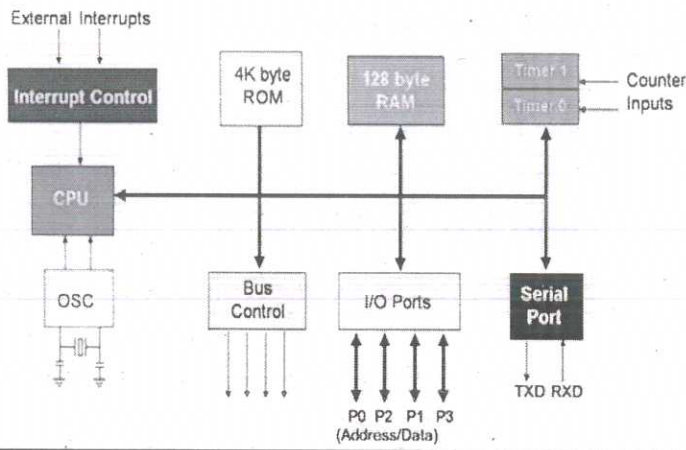 External Interrupts
Interrupt Control
4K byte
ROM
128 byte
RAM
Timer 1
Timer 0
Counter
Inputs
CPU
OSC
Bus
Control
I/O Ports
Serial
Port
TXD RXD
P0 P2 P1 P3
(Address/Data)